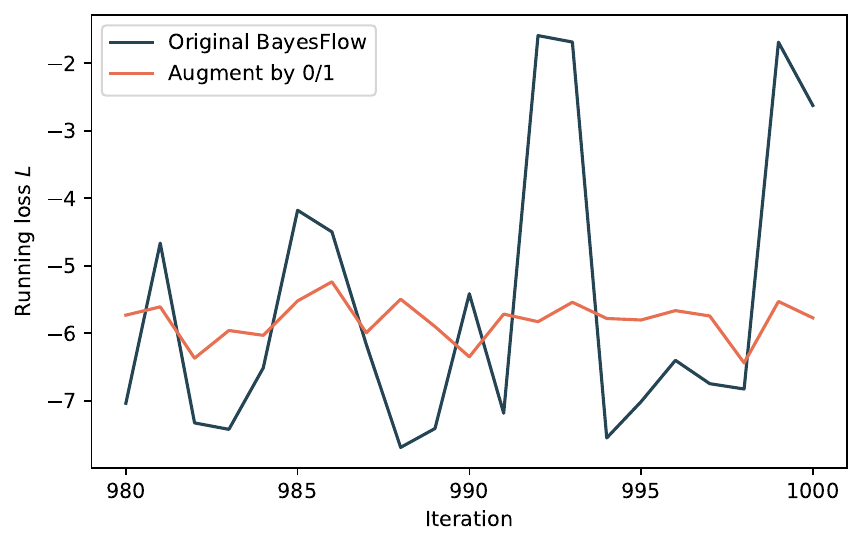 Original BayesFlow
Augment by 0/1
−2
−3
−4
−5
−6
−7
Running loss L
980
985
990
995
1000
Iteration